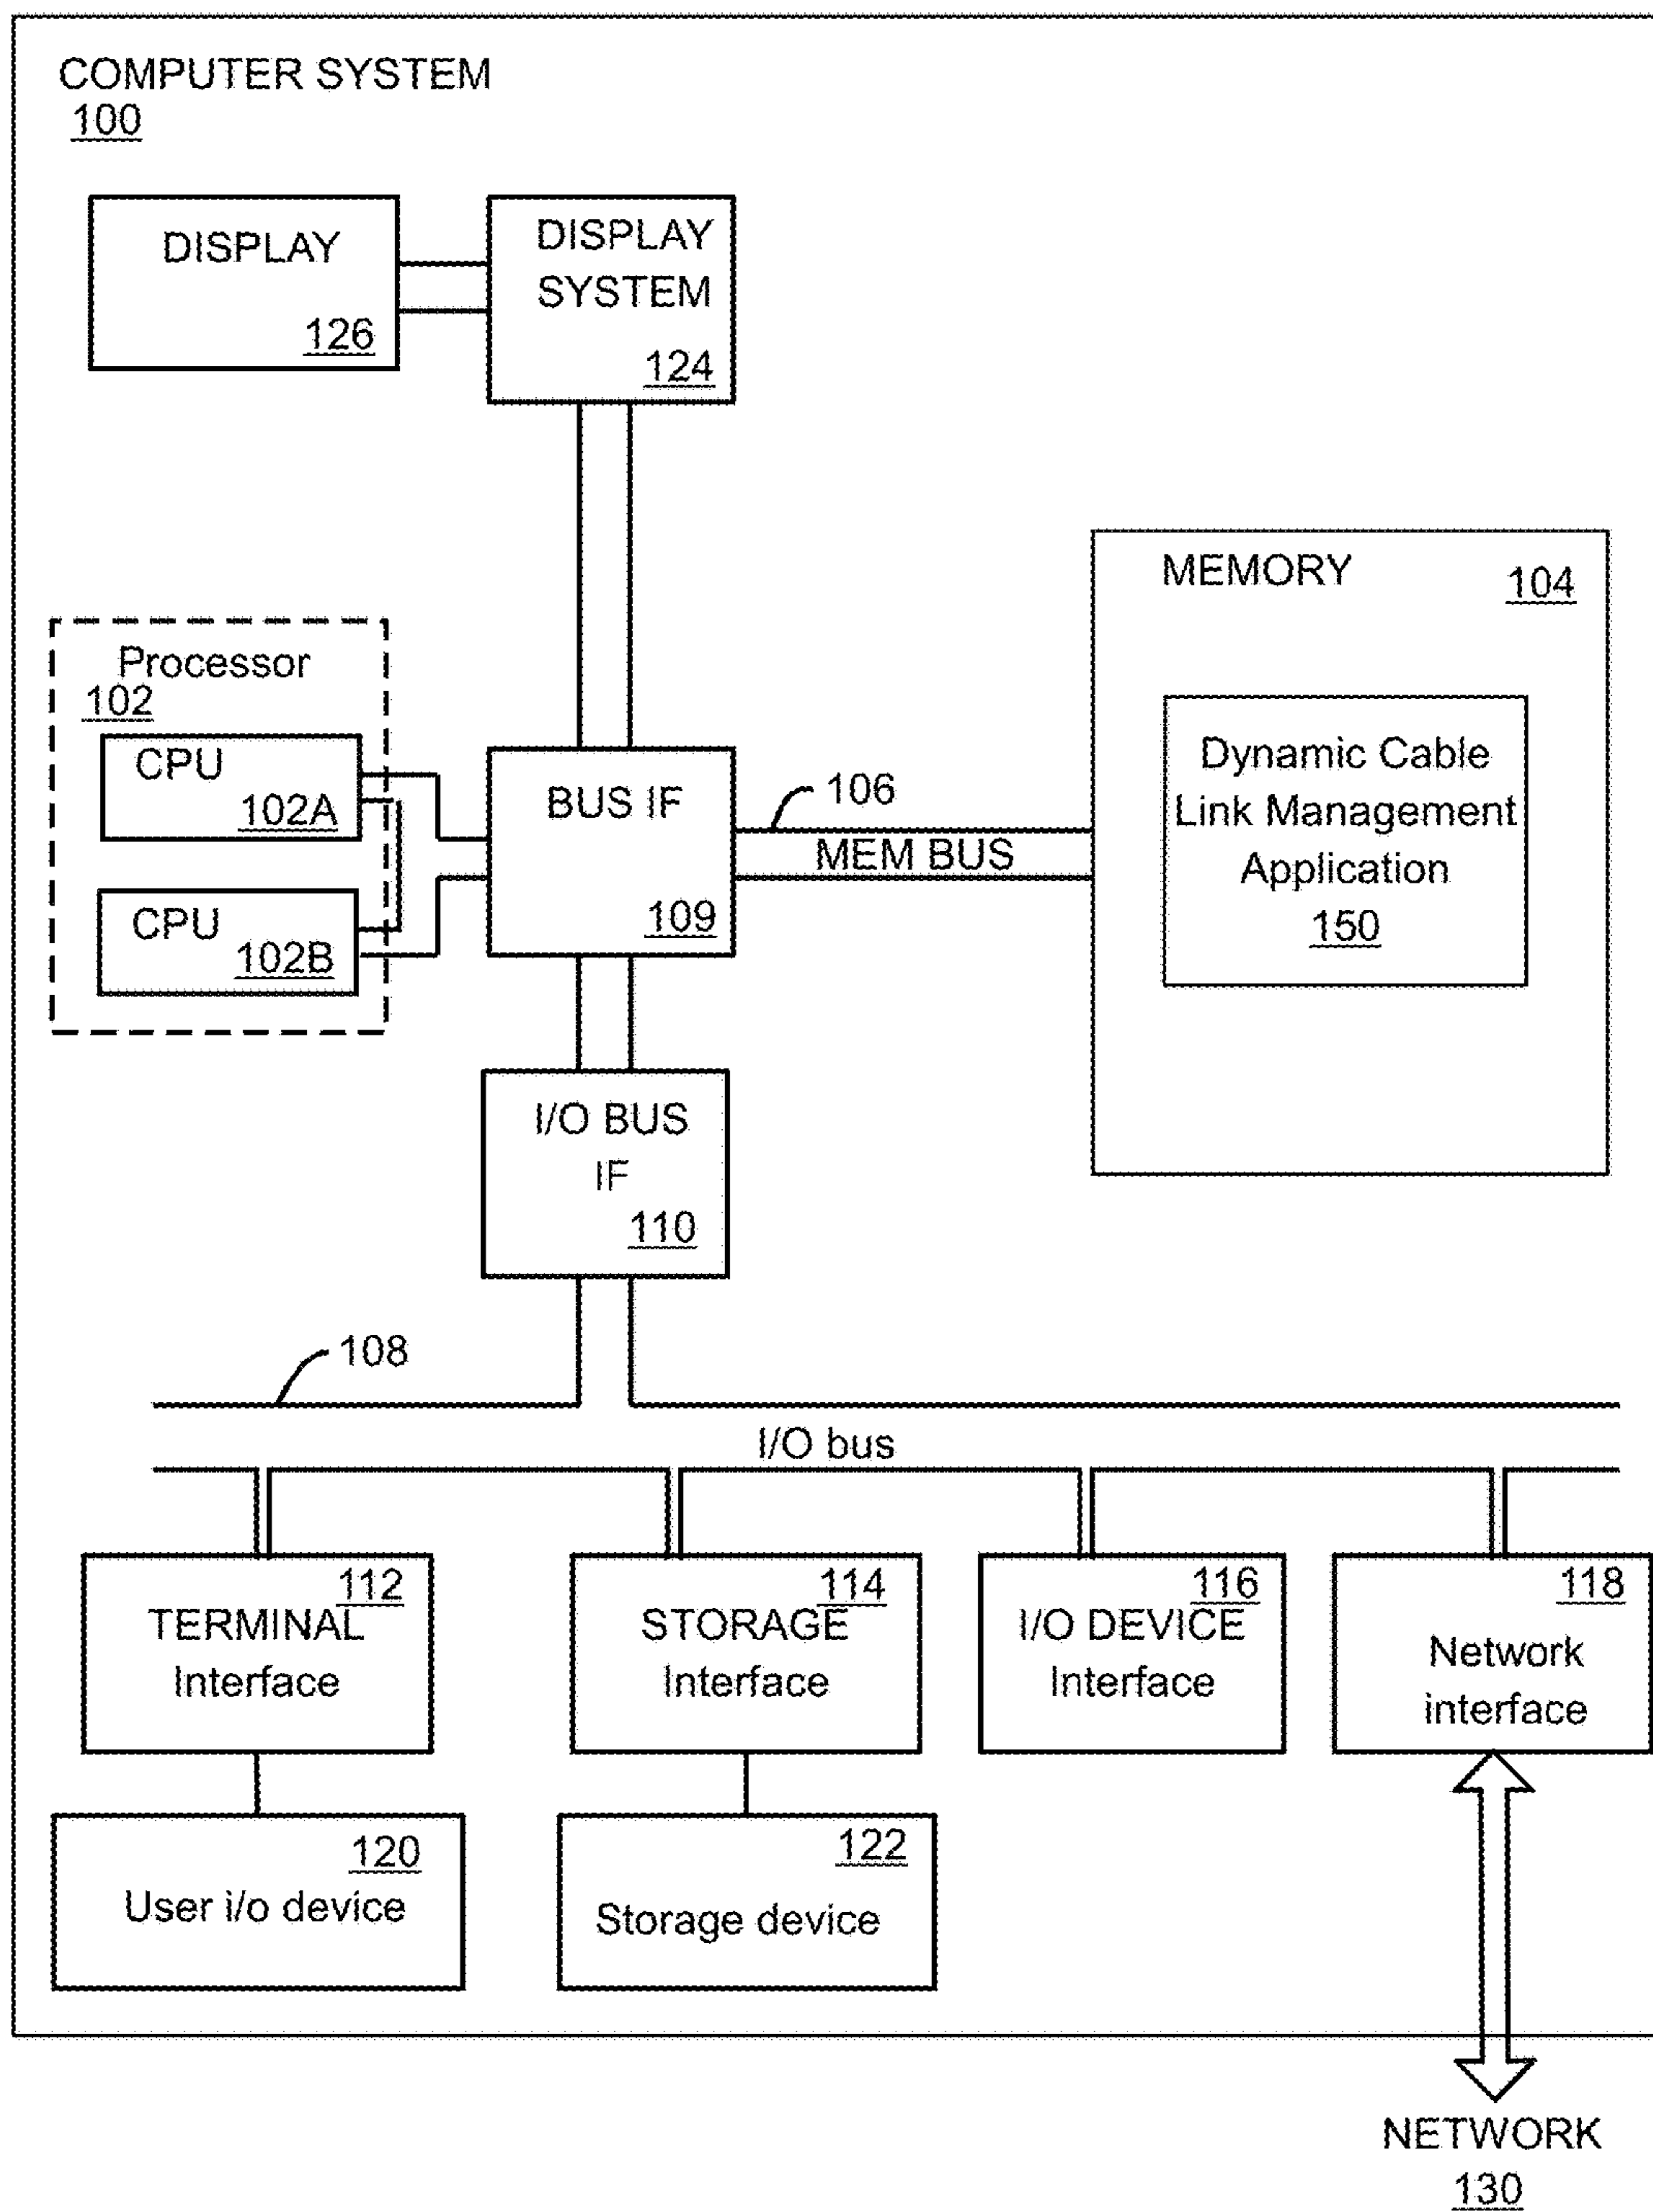 COMPUTER SYSTEM
100
DISPLAY
126
DISPLAY
SYSTEM
124
MEMORY
104
Dynamic Cable
Link Management
Application
150
Processor
102
CPU
102A
CPU
102B
BUS IF
109
106
MEM BUS
I/O BUS
IF
110
108
I/O bus
112
TERMINAL
Interface
114
STORAGE
Interface
116
I/O DEVICE
Interface
118
Network
interface
120
User i/o device
122
Storage device
NETWORK
130